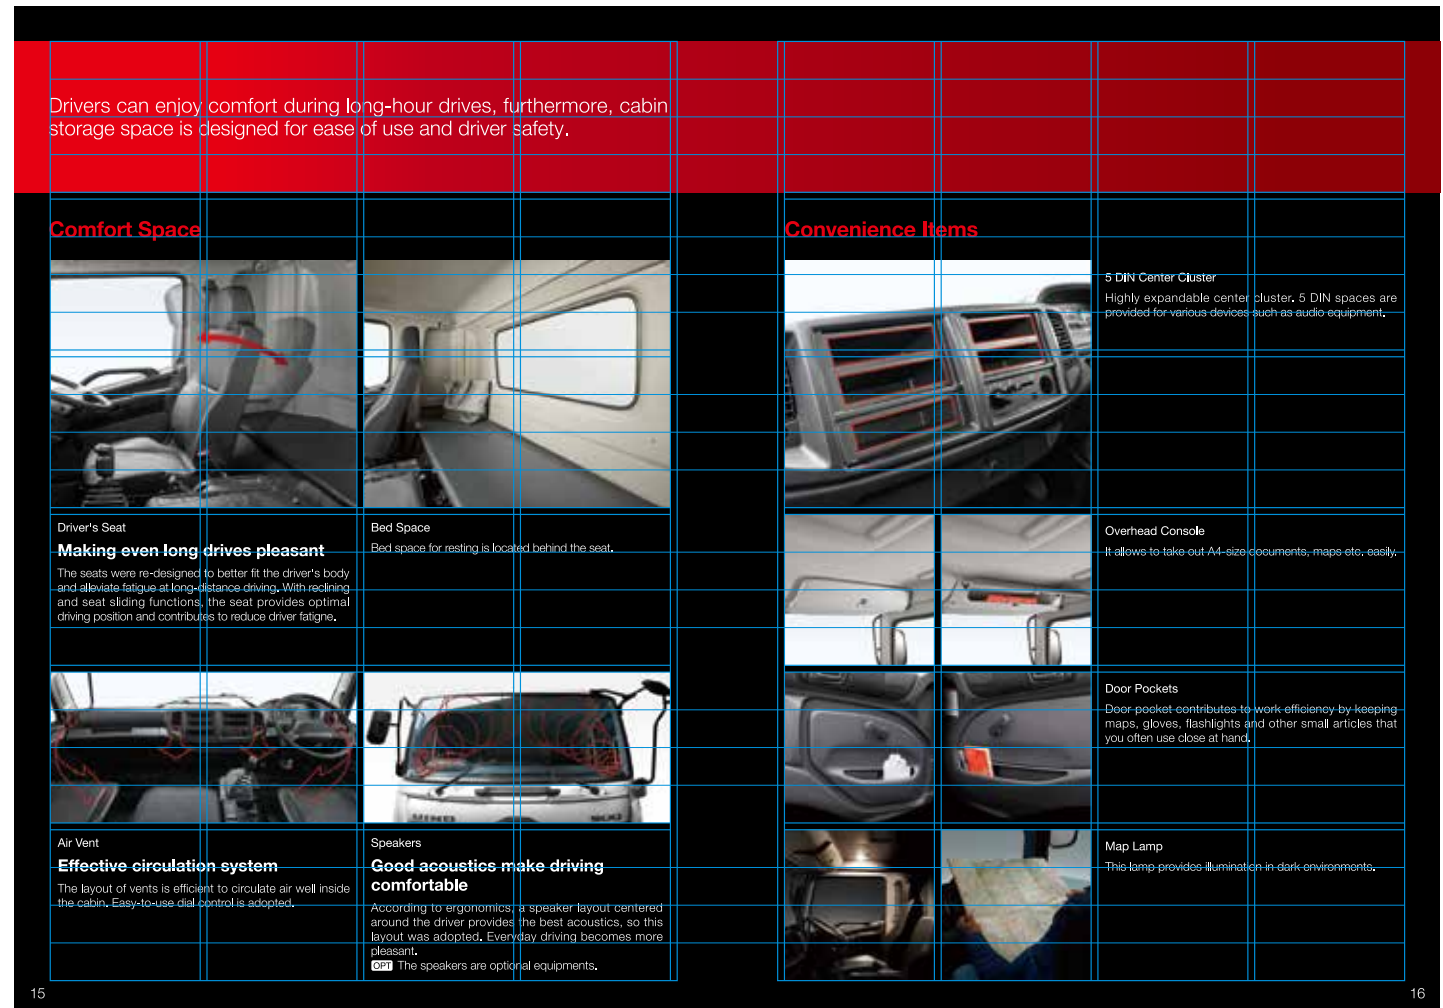 Drivers can enjoy comfort during long-hour drives, furthermore, cabin
storage space is designed for ease of use and driver safety.
Comfort Space
Driver's Seat
Making even long drives pleasant
The seats were re-designed to better fit the driver's body
and alleviate fatigue at long-distance driving. With reclining
and seat sliding functions, the seat provides optimal
driving position and contributes to reduce driver fatigne.
Bed Space
Bed space for resting is located behind the seat.
Air Vent
Effective circulation system
The layout of vents is efficient to circulate air well inside
the cabin. Easy-to-use dial control is adopted.
Speakers
Good acoustics make driving
comfortable
According to ergonomics, a speaker layout centered
around the driver provides the best acoustics, so this
layout was adopted. Everyday driving becomes more
pleasant.
OPT The speakers are optional equipments.
Convenience Items
5 DIN Center Cluster
Highly expandable center cluster. 5 DIN spaces are
provided for various devices such as audio equipment.
Overhead Console
It allows to take out A4-size documents, maps etc. easily.
Door Pockets
Door pocket contributes to work efficiency by keeping
maps, gloves, flashlights and other small articles that
you often use close at hand.
Map Lamp
This lamp provides illumination in dark environments.
15
16